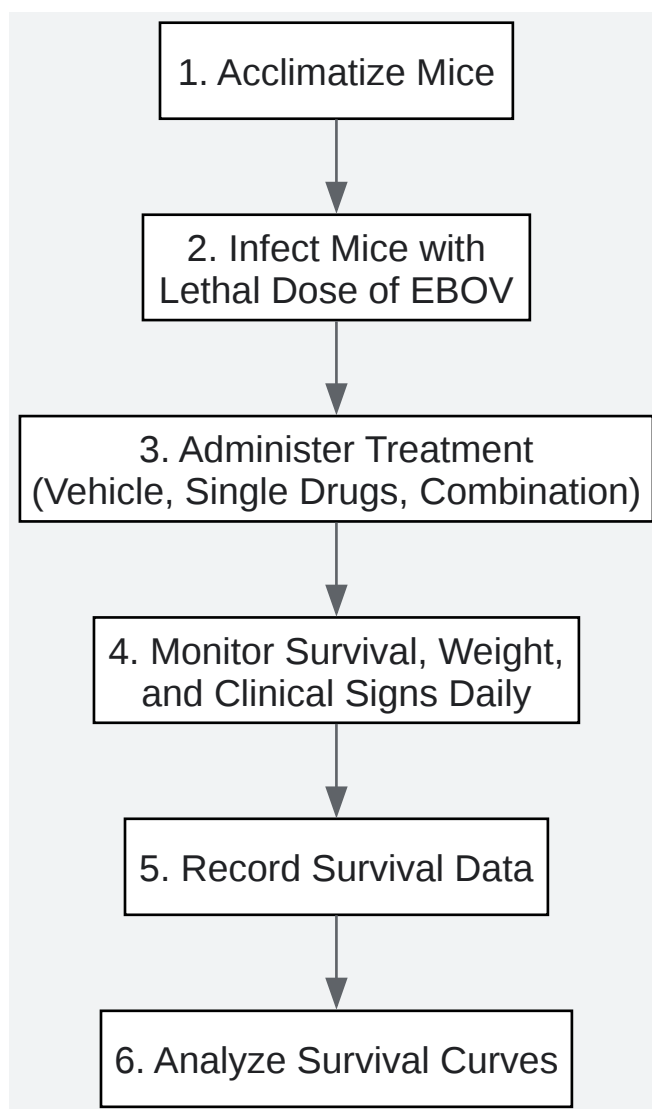 1. Acclimatize Mice
2. Infect Mice with
Lethal Dose of EBOV
3. Administer Treatment
(Vehicle, Single Drugs, Combination)
4. Monitor Survival, Weight,
and Clinical Signs Daily
5. Record Survival Data
6. Analyze Survival Curves